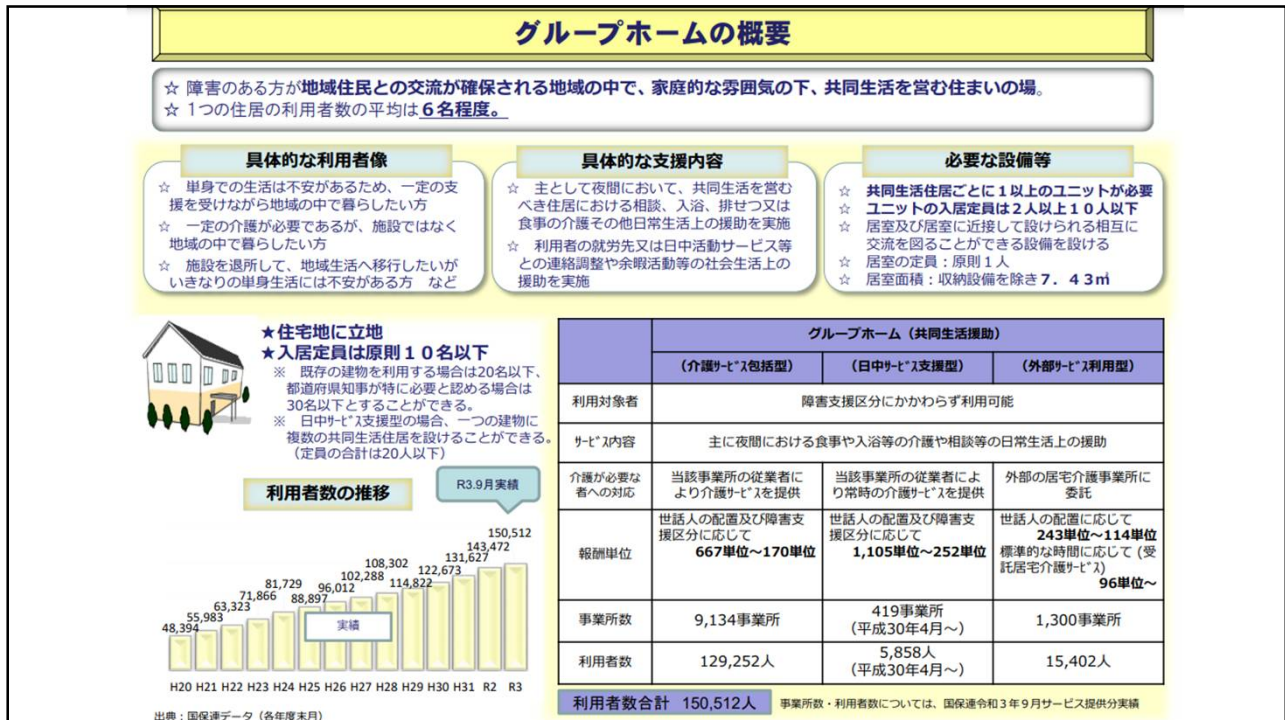 グループホームの概要
☆ 障害のある方が地域住民との交流が確保される地域の中で、家庭的な雰囲気の下、共同生活を営む住まいの場。
☆ 1つの住居の利用者数の平均は６名程度。
具体的な利用者像
☆ 単身での生活は不安があるため、一定の支
援を受けながら地域の中で暮らしたい方
☆ 一定の介護が必要であるが、施設ではなく
地域の中で暮らしたい方
☆ 施設を退所して、地域生活へ移行したいが
いきなりの単身生活には不安がある方 など
具体的な支援内容
☆ 主として夜間において、共同生活を営む
べき住居における相談、入浴、排せつ又は
食事の介護その他日常生活上の援助を実施
☆ 利用者の就労先又は日中活動サービス等
との連絡調整や余暇活動等の社会生活上の
援助を実施
必要な設備等
☆ 共同生活住居ごとに１以上のユニットが必要
☆ ユニットの入居定員は２人以上１０人以下
☆ 居室及び居室に近接して設けられる相互に
交流を図ることができる設備を設ける
☆ 居室の定員：原則１人
☆ 居室面積：収納設備を除き７．４３㎡
★住宅地に立地
★入居定員は原則１０名以下
※ 既存の建物を利用する場合は20名以下、
都道府県知事が特に必要と認める場合は
30名以下とすることができる。
※ 日中ｻｰﾋﾞｽ支援型の場合、一つの建物に
複数の共同生活住居を設けることができる。
（定員の合計は20人以下）
利用者数の推移
R3.9月実績
48,394
55,983
63,323
71,866
81,729
88,897
96,012
102,288
108,302
114,822
122,673
131,627
143,472
150,512
実績
H20 H21 H22 H23 H24 H25 H26 H27 H28 H29 H30 H31 R2 R3
出典：国保連データ（各年度末月）
グループホーム（共同生活援助）
（介護ｻｰﾋﾞｽ包括型） （日中ｻｰﾋﾞｽ支援型） （外部ｻｰﾋﾞｽ利用型）
利用対象者 障害支援区分にかかわらず利用可能
ｻｰﾋﾞｽ内容 主に夜間における食事や入浴等の介護や相談等の日常生活上の援助
介護が必要な
者への対応
当該事業所の従業者に
より介護ｻｰﾋﾞｽを提供
当該事業所の従業者によ
り常時の介護ｻｰﾋﾞｽを提供
外部の居宅介護事業所に
委託
報酬単位
世話人の配置及び障害支
援区分に応じて
667単位～170単位
世話人の配置及び障害支
援区分に応じて
1,105単位～252単位
世話人の配置に応じて
243単位～114単位
標準的な時間に応じて (受
託居宅介護ｻｰﾋﾞｽ)
96単位～
事業所数
9,134事業所
419事業所
（平成30年4月～）
1,300事業所
利用者数
129,252人
5,858人
（平成30年4月～）
15,402人
利用者数合計 150,512人
事業所数・利用者数については、国保連令和３年９月サービス提供分実績